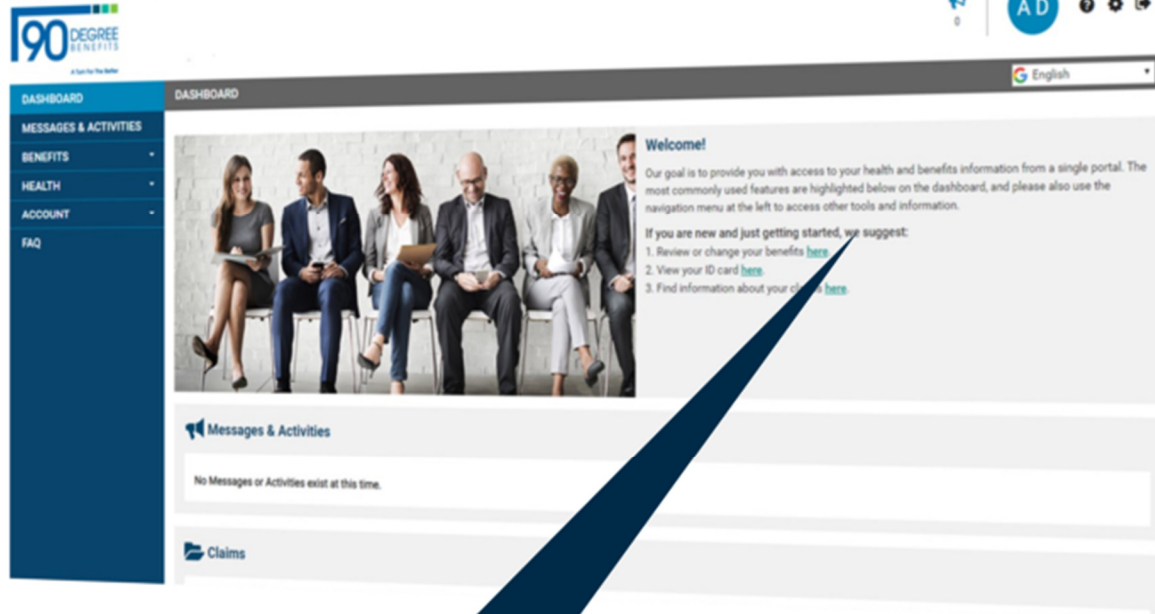 90 DEGREE
BENEFITS
A Turn For The Better
0
AD
?
English
DASHBOARD
MESSAGES & ACTIVITIES
BENEFITS
HEALTH
ACCOUNT
FAQ
DASHBOARD
Welcome!
Our goal is to provide you with access to your health and benefits information from a single portal. The
most commonly used features are highlighted below on the dashboard, and please also use the
navigation menu at the left to access other tools and information.
If you are new and just getting started, we suggest:
1. Review or change your benefits here.
2. View your ID card here.
3. Find information about your here.
Messages & Activities
No Messages or Activities exist at this time.
Claims